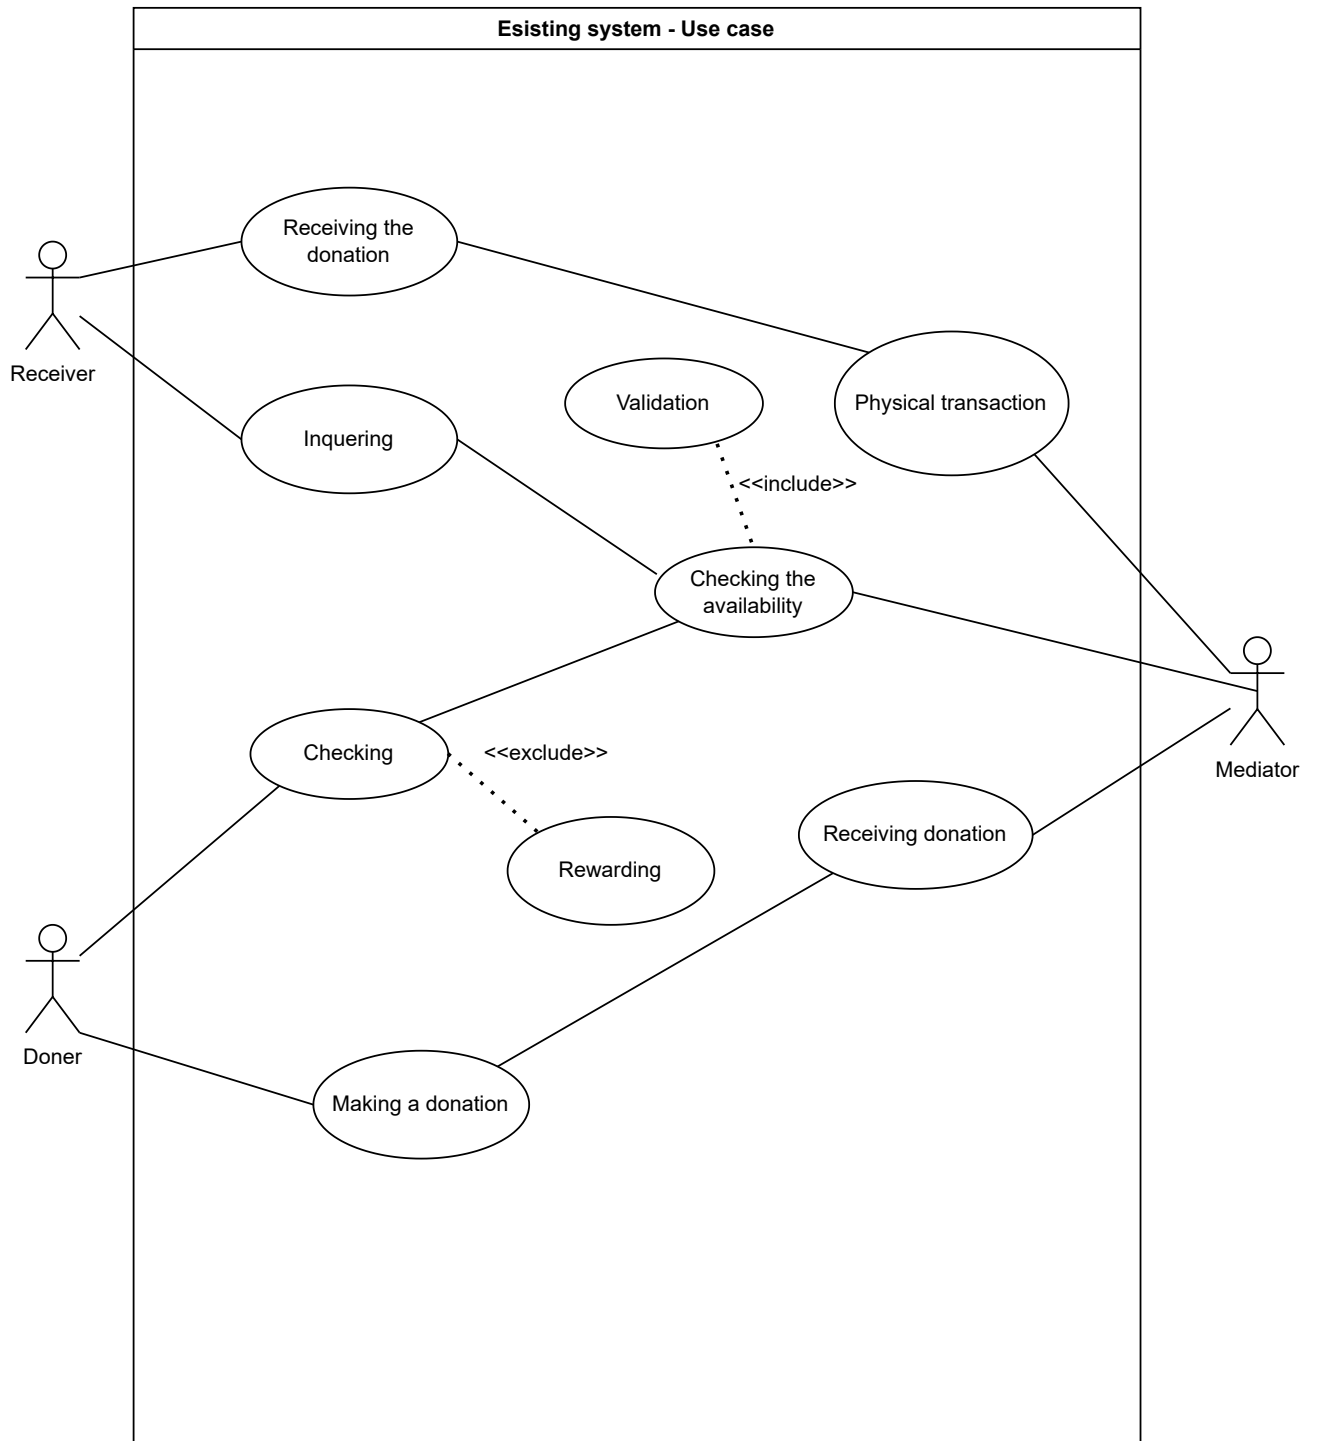 Esisting system - Use case
Receiving the
donation
Receiver
Validation
Physical transaction
Inquering
<<include>>
Checking the
availability
Checking
<<exclude>>
Mediator
Receiving donation
Rewarding
Doner
Making a donation